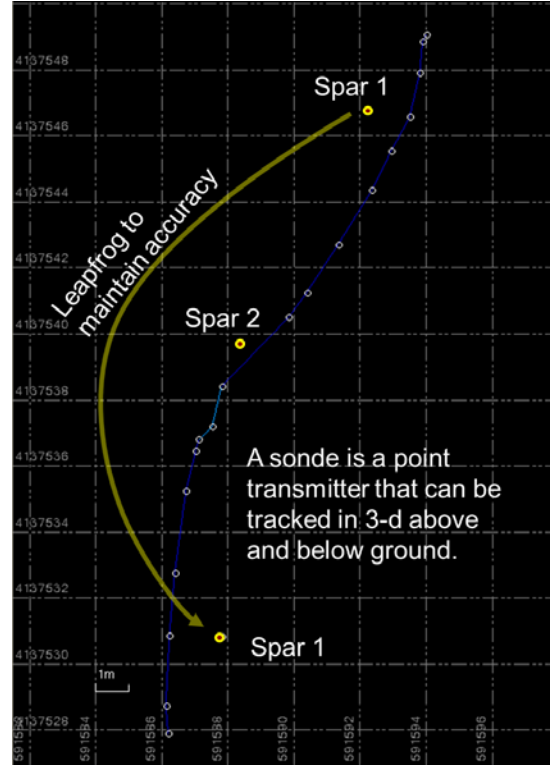 4137548
Spar 1
4137546
4137544
Leapfrog to
maintain accuracy
4137542
Spar 2
4137540
4137538
A sonde is a point
transmitter that can be
tracked in 3-d above
and below ground.
4137536
4137534
4137532
Spar 1
4137530
1m
4137528
591584
591586
591588
591590
591592
591594
591596